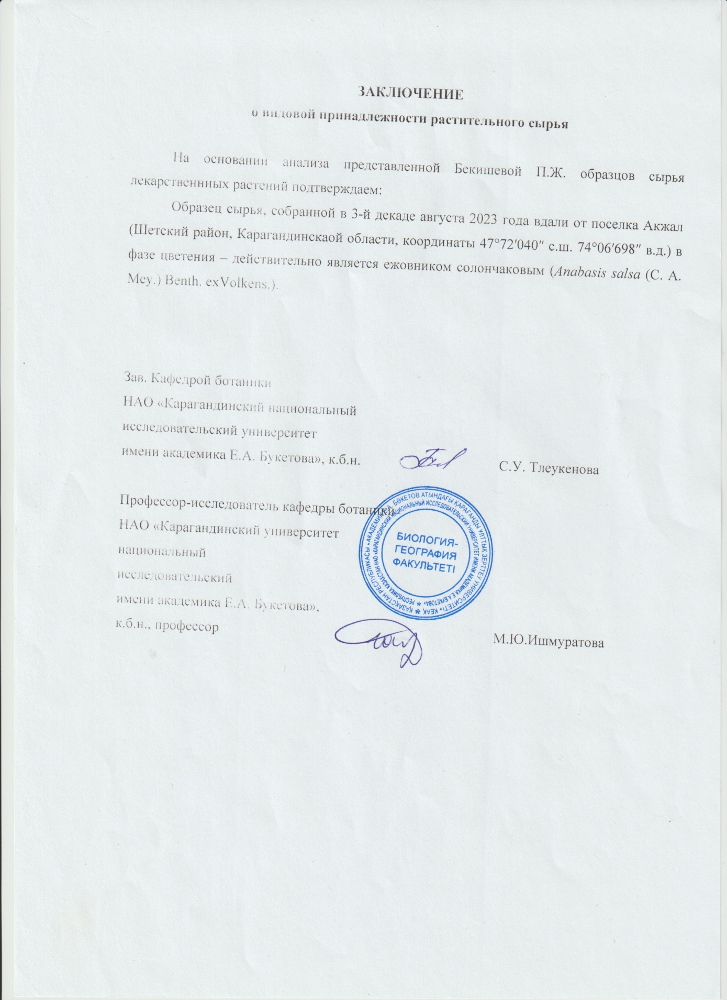 ЗАКЛЮЧЕНИЕ
о видовой принадлежности растительного сырья
На основании анализа представленной Бекишевой П.Ж. образцов сырья
лекарственнных растений подтверждаем:
Образец сырья, собранной в 3-й декаде августа 2023 года вдали от поселка Акжал
(Шетский район, Карагандинскаой области, координаты 47°72′040″ с.ш. 74°06′698″ в.д.) в
фазе цветения – действительно является ежовником солончаковым (Anabasis salsa (C. A.
Mey.) Benth. exVolkens.).
Зав. Кафедрой ботаники
НАО «Карагандинский национальный
исследовательский университет
имени академика Е.А. Букетова», к.б.н.
С.У. Тлеукенова
Профессор-исследователь кафедры ботаники
НАО «Карагандинский университет
национальный
исследовательский
имени академика Е.А. Букетова»,
к.б.н., профессор
М.Ю.Ишмуратова
ҚАЗАҚСТАН РЕСПУБЛИКАСЫ «АКАДЕМИК Е.А. БӨКЕТОВ АТЫНДАҒЫ ҚАРАҒАНДЫ ҰЛТТЫҚ ЗЕРТТЕУ УНИВЕРСИТЕТІ» КЕАҚ
РЕСПУБЛИКА КАЗАХСТАН НАО «КАРАГАНДИНСКИЙ НАЦИОНАЛЬНЫЙ ИССЛЕДОВАТЕЛЬСКИЙ УНИВЕРСИТЕТ ИМЕНИ АКАДЕМИКА Е.А.БУКЕТОВА»
БИОЛОГИЯ-
ГЕОГРАФИЯ
ФАКУЛЬТЕТІ